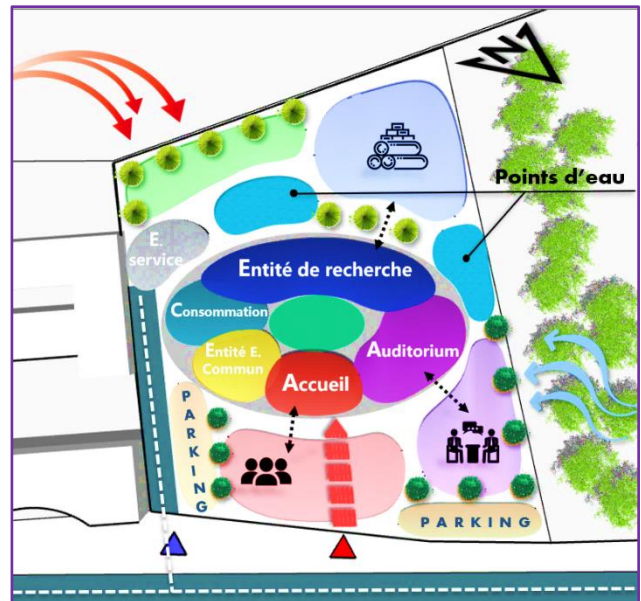 N
Points d'eau
E.
service
Entité de recherche
Consommation
Entité E.
Commun
Accueil
Auditorium
PARKING
PARKING